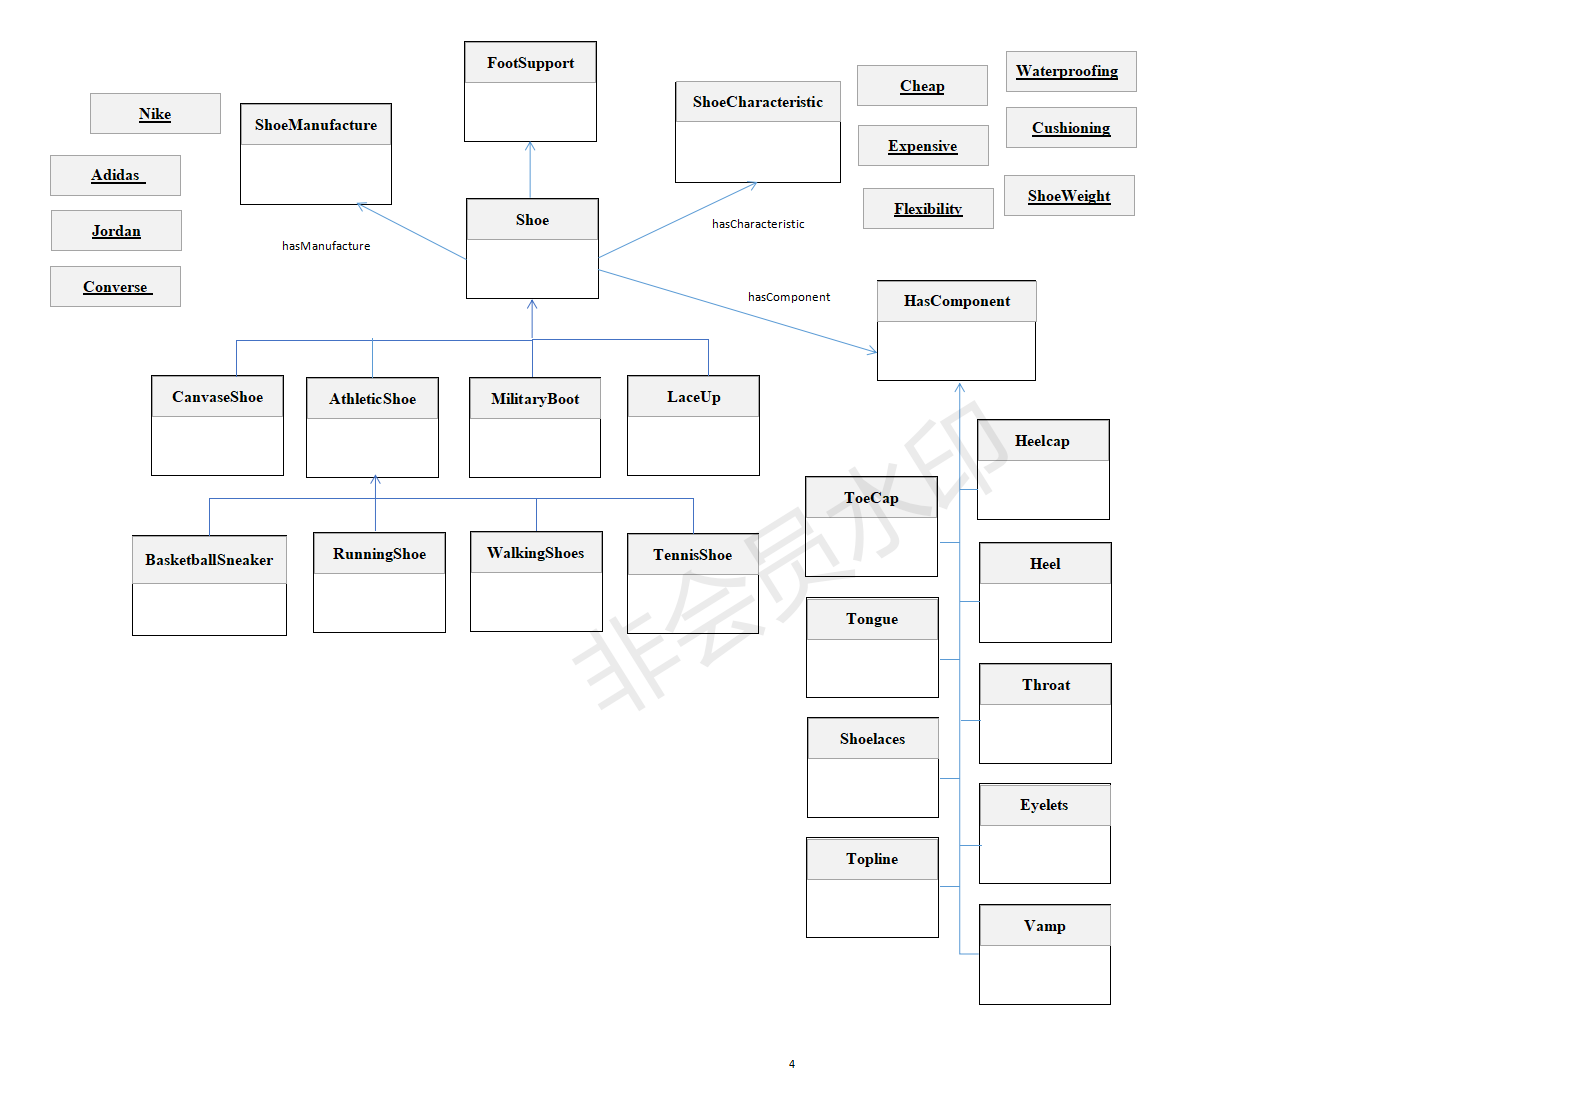 FootSupport
Nike
ShoeManufacture
ShoeCharacteristic
Cheap
Waterproofing
Adidas
Expensive
Cushioning
Jordan
Shoe
Flexibility
ShoeWeight
Converse
hasManufacture
hasCharacteristic
hasComponent
HasComponent
CanvaseShoe
AthleticShoe
MilitaryBoot
LaceUp
Heelcap
ToeCap
BasketballSneaker
RunningShoe
WalkingShoes
TennisShoe
Heel
Tongue
Throat
Shoelaces
Eyelets
Topline
Vamp
非会员水印
4